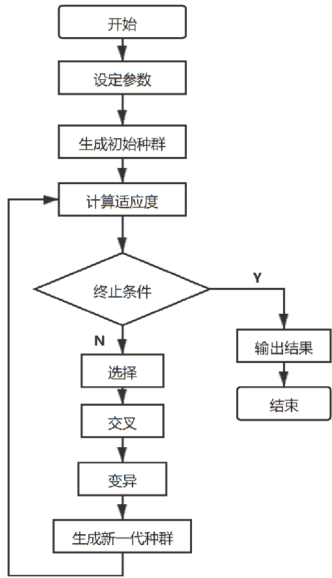 开始
设定参数
生成初始种群
计算适应度
终止条件
Y
N
输出结果
选择
结束
交叉
变异
生成新一代种群